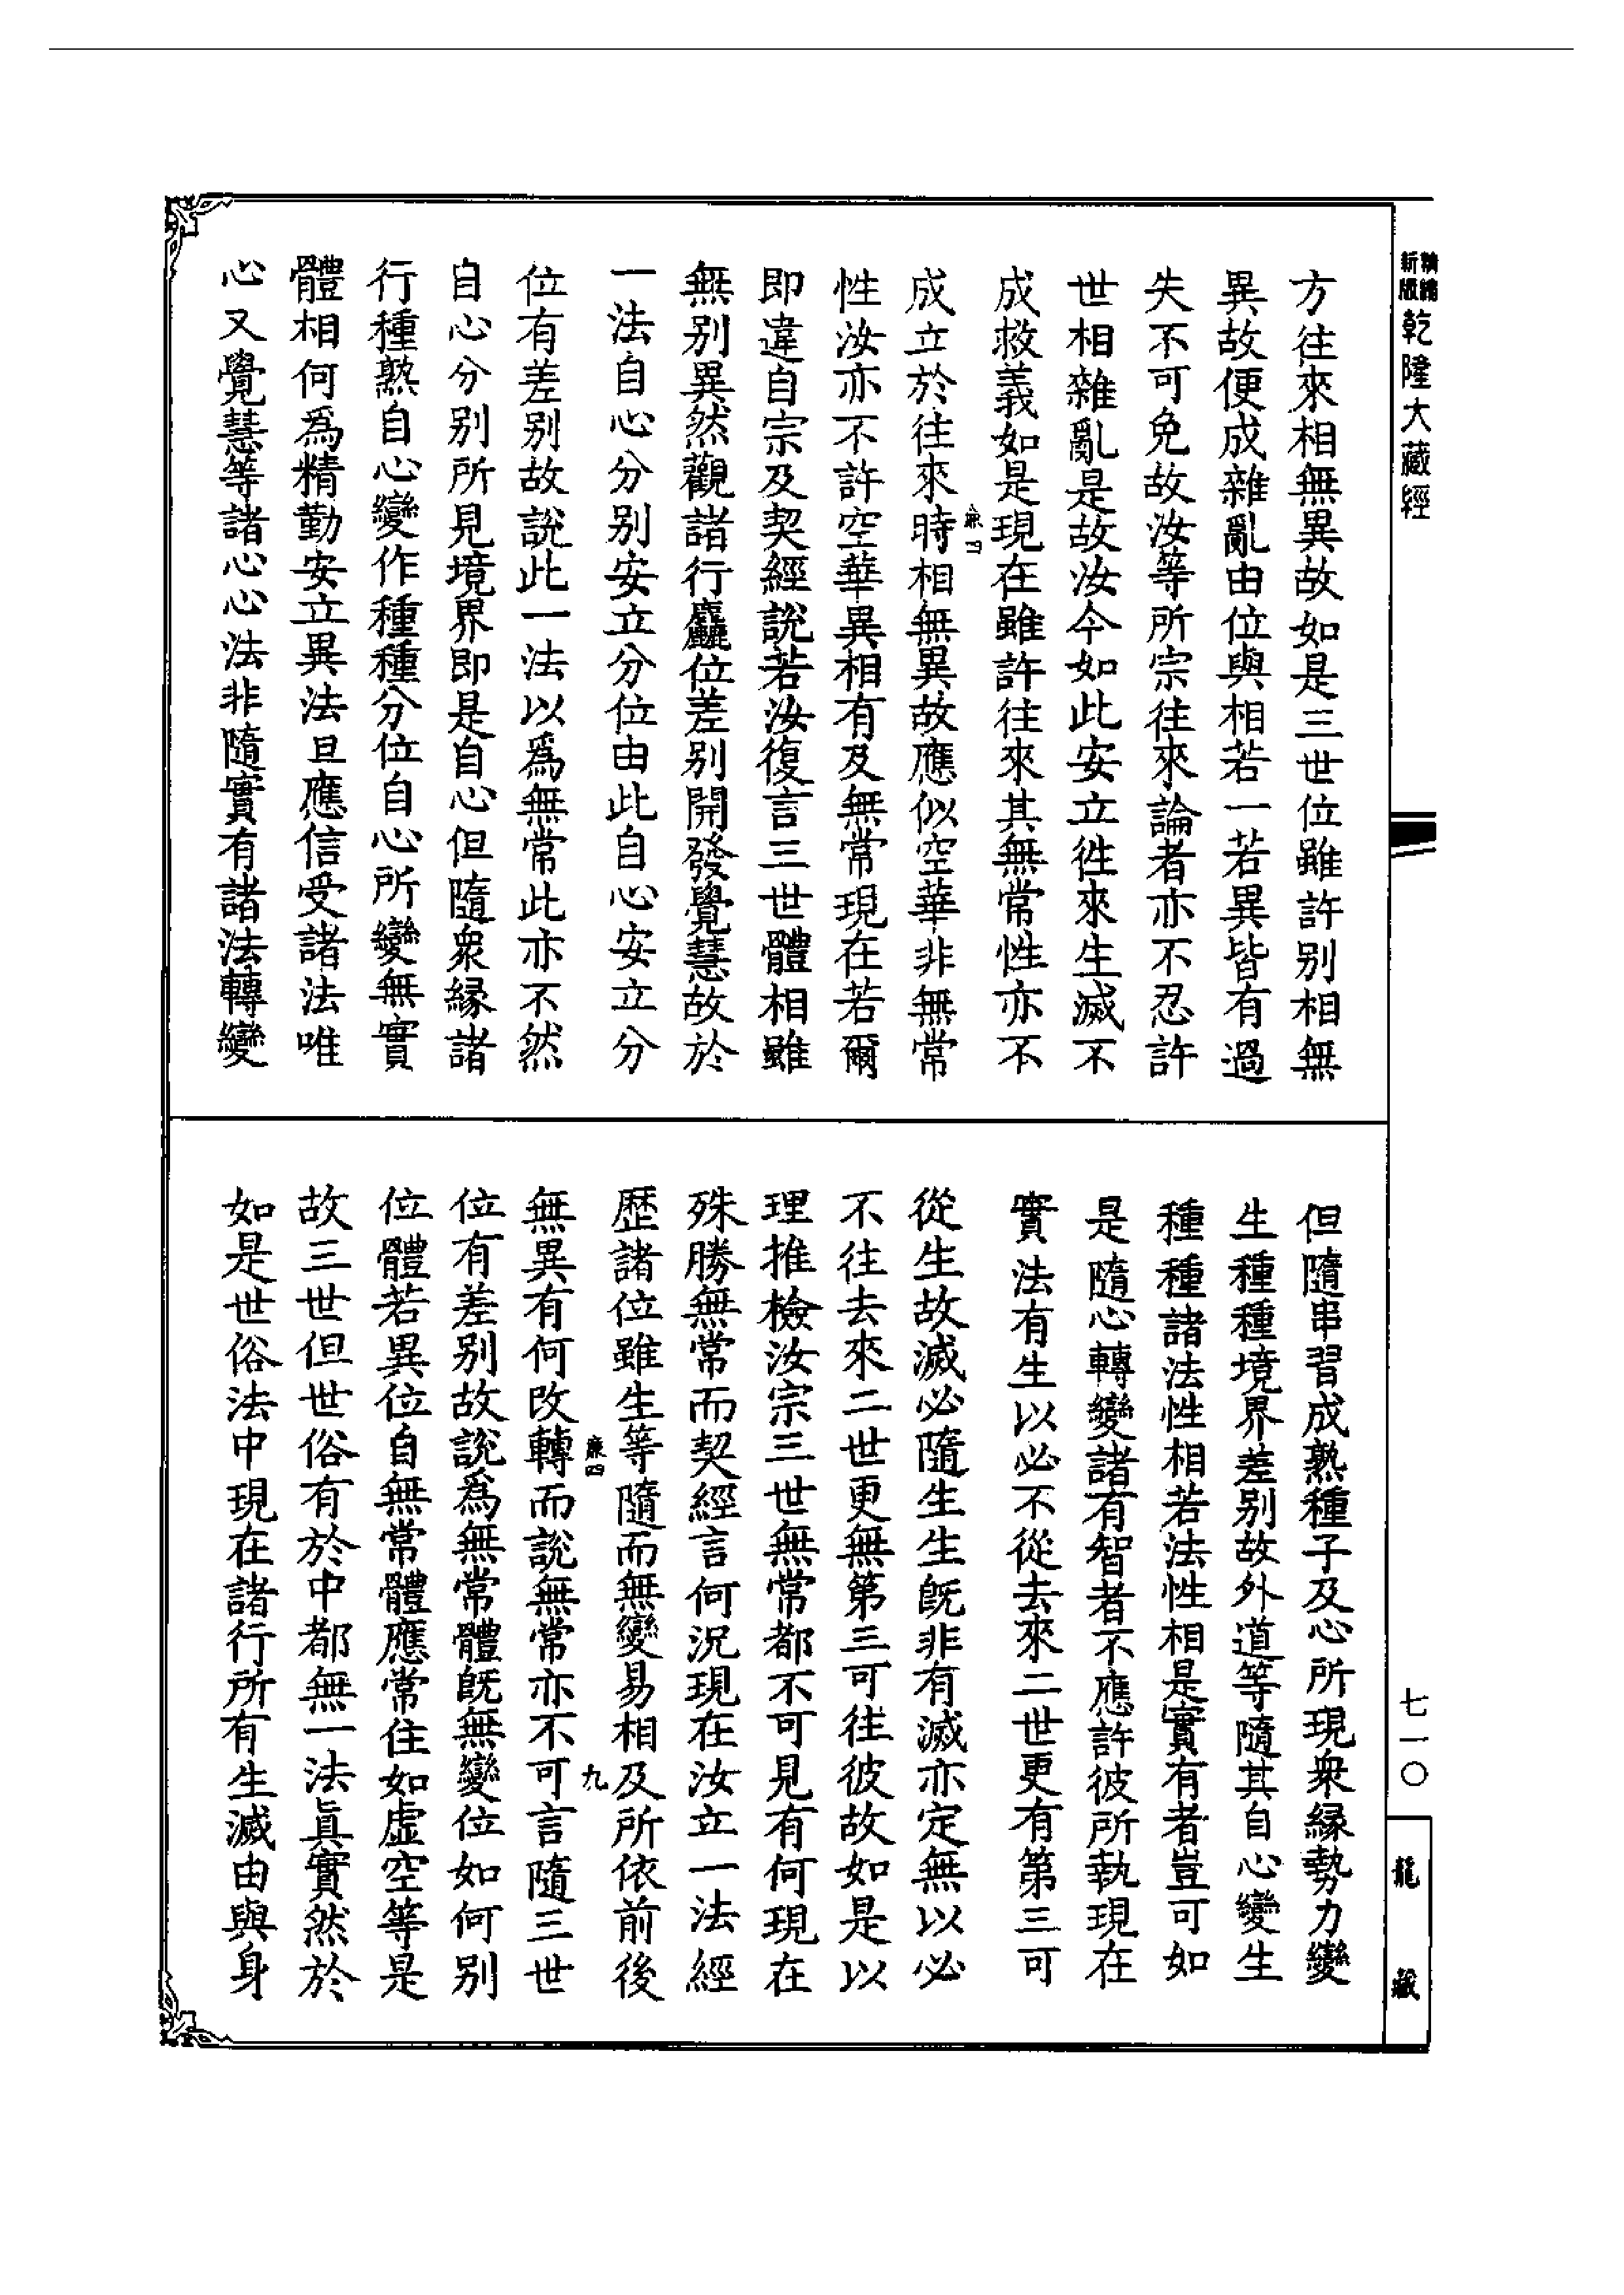 精縮新版乾隆大藏經
方往來相無異故如是三世位雖許別相無
異故便成雜亂由位與相若一若異皆有過
失不可免故汝等所宗往來論者亦不忍許
世相雜亂是故汝今如此安立徃來生滅不
成救義如是現在雖許往來其無常性亦不
成立於往來時相無異故應似空華非無常
性汝亦不許空華異相有及無常現在若爾
即違自宗及契經說若汝復言三世體相雖
無別異然觀諸行麤位差別開發覺慧故於
一法自心分別安立分位由此自心安立分
位有差別故說此一法以爲無常此亦不然
自心分別所見境界即是自心但隨衆緣諸
行種熟自心變作種種分位自心所變無實
體相何爲精勤安立異法且應信受諸法唯
心又覺慧等諸心心法非隨實有諸法轉變
但隨串習成熟種子及心所現衆緣勢力變
生種種境界差別故外道等隨其自心變生
種種諸法性相若法性相是實有者豈可如
是隨心轉變諸有智者不應許彼所執現在
實法有生以必不從去來二世更有第三可
從生故滅必隨生生既非有滅亦定無以必
不往去來二世更無第三可往彼故如是以
理推檢汝宗三世無常都不可見有何現在
殊勝無常而契經言何況現在汝立一法經
歷諸位雖生等隨而無變易相及所依前後
無異有何改轉而說無常亦不可言隨三世
位有差別故說爲無常體既無變位如何別
位體若異位自無常體應常住如虛空等是
故三世但世俗有於中都無一法眞實然於
如是世俗法中現在諸行所有生滅由與身
廉四
九
七一〇
龍藏